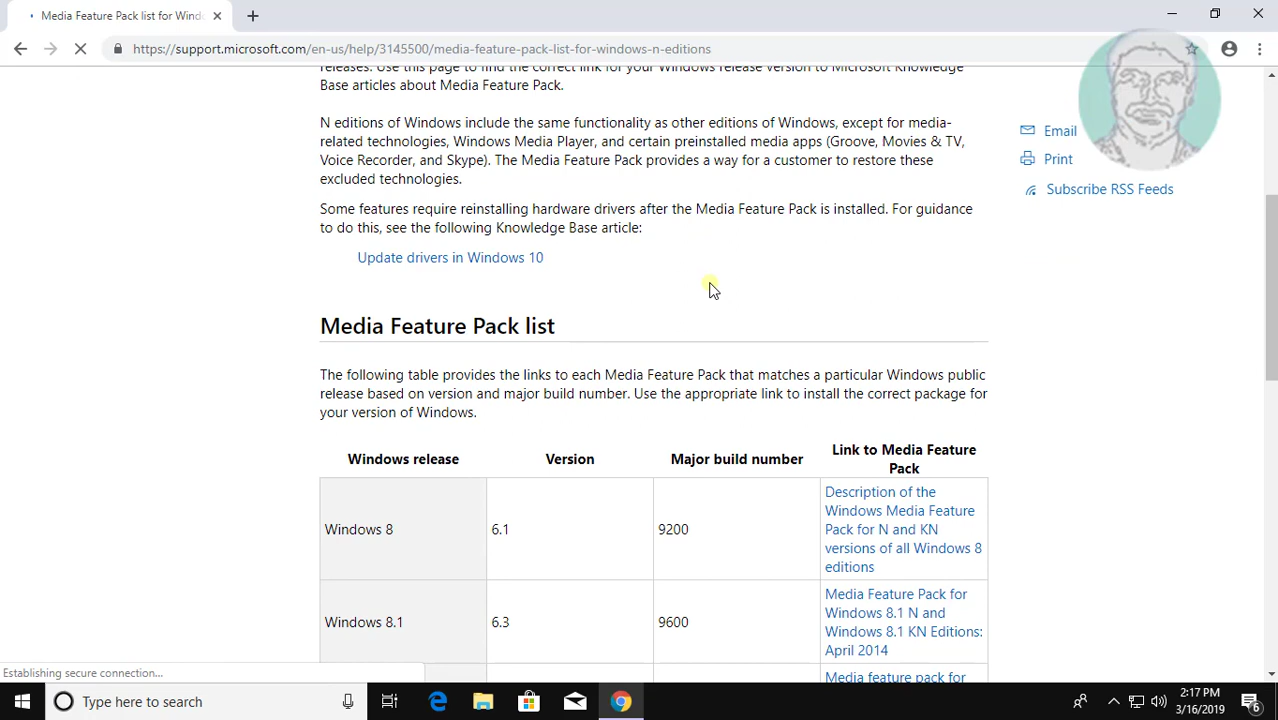 Media Feature Pack list for Wind
https://support.microsoft.com/en-us/help/3145500/media-feature-pack-list-for-windows-n-editions
releases. Use this page to find the correct link for your Windows release version to Microsoft Knowledge
Base articles about Media Feature Pack.
N editions of Windows include the same functionality as other editions of Windows, except for media-
related technologies, Windows Media Player, and certain preinstalled media apps (Groove, Movies & TV,
Voice Recorder, and Skype). The Media Feature Pack provides a way for a customer to restore these
excluded technologies.
Some features require reinstalling hardware drivers after the Media Feature Pack is installed. For guidance
to do this, see the following Knowledge Base article:
Update drivers in Windows 10
Email
Print
Subscribe RSS Feeds
Media Feature Pack list
The following table provides the links to each Media Feature Pack that matches a particular Windows public
release based on version and major build number. Use the appropriate link to install the correct package for
your version of Windows.
Windows release Version Major build number Link to Media Feature
Pack
Windows 8 6.1 9200 Description of the
Windows Media Feature
Pack for N and KN
versions of all Windows 8
editions
Windows 8.1 6.3 9600 Media Feature Pack for
Windows 8.1 N and
Windows 8.1 KN Editions:
April 2014
Media feature pack for
Establishing secure connection...
Type here to search
2:17 PM
3/16/2019
6